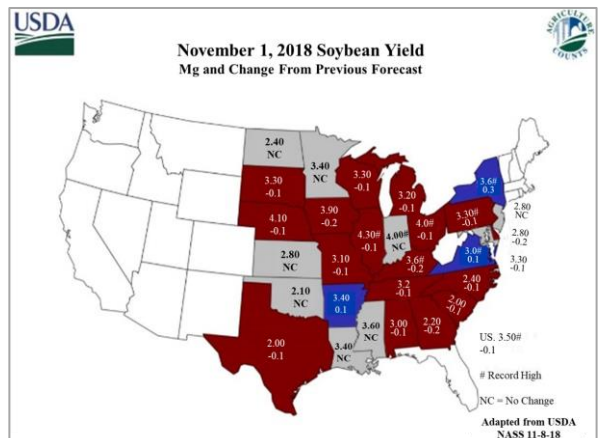 USDA
AGRICULTURE
COUNTS
November 1, 2018 Soybean Yield
Mg and Change From Previous Forecast
2.40
NC
3.40
NC
3.30
-0.1
3.30
-0.1
3.20
-0.1
3.6#
0.3
4.10
-0.1
3.90
-0.2
4.30#
-0.1
4.00#
NC
4.0#
-0.1
3.30#
-0.1
2.80
NC
2.80
-0.2
3.30
-0.1
2.80
NC
3.10
-0.1
3.6#
-0.2
3.0#
0.1
2.10
NC
3.40
0.1
3.2
-0.1
2.40
-0.1
2.00
-0.1
2.00
-0.1
3.40
NC
3.60
NC
3.00
-0.1
2.20
-0.2
US. 3.50#
-0.1
# Record High
NC = No Change
Adapted from USDA
NASS 11-8-18